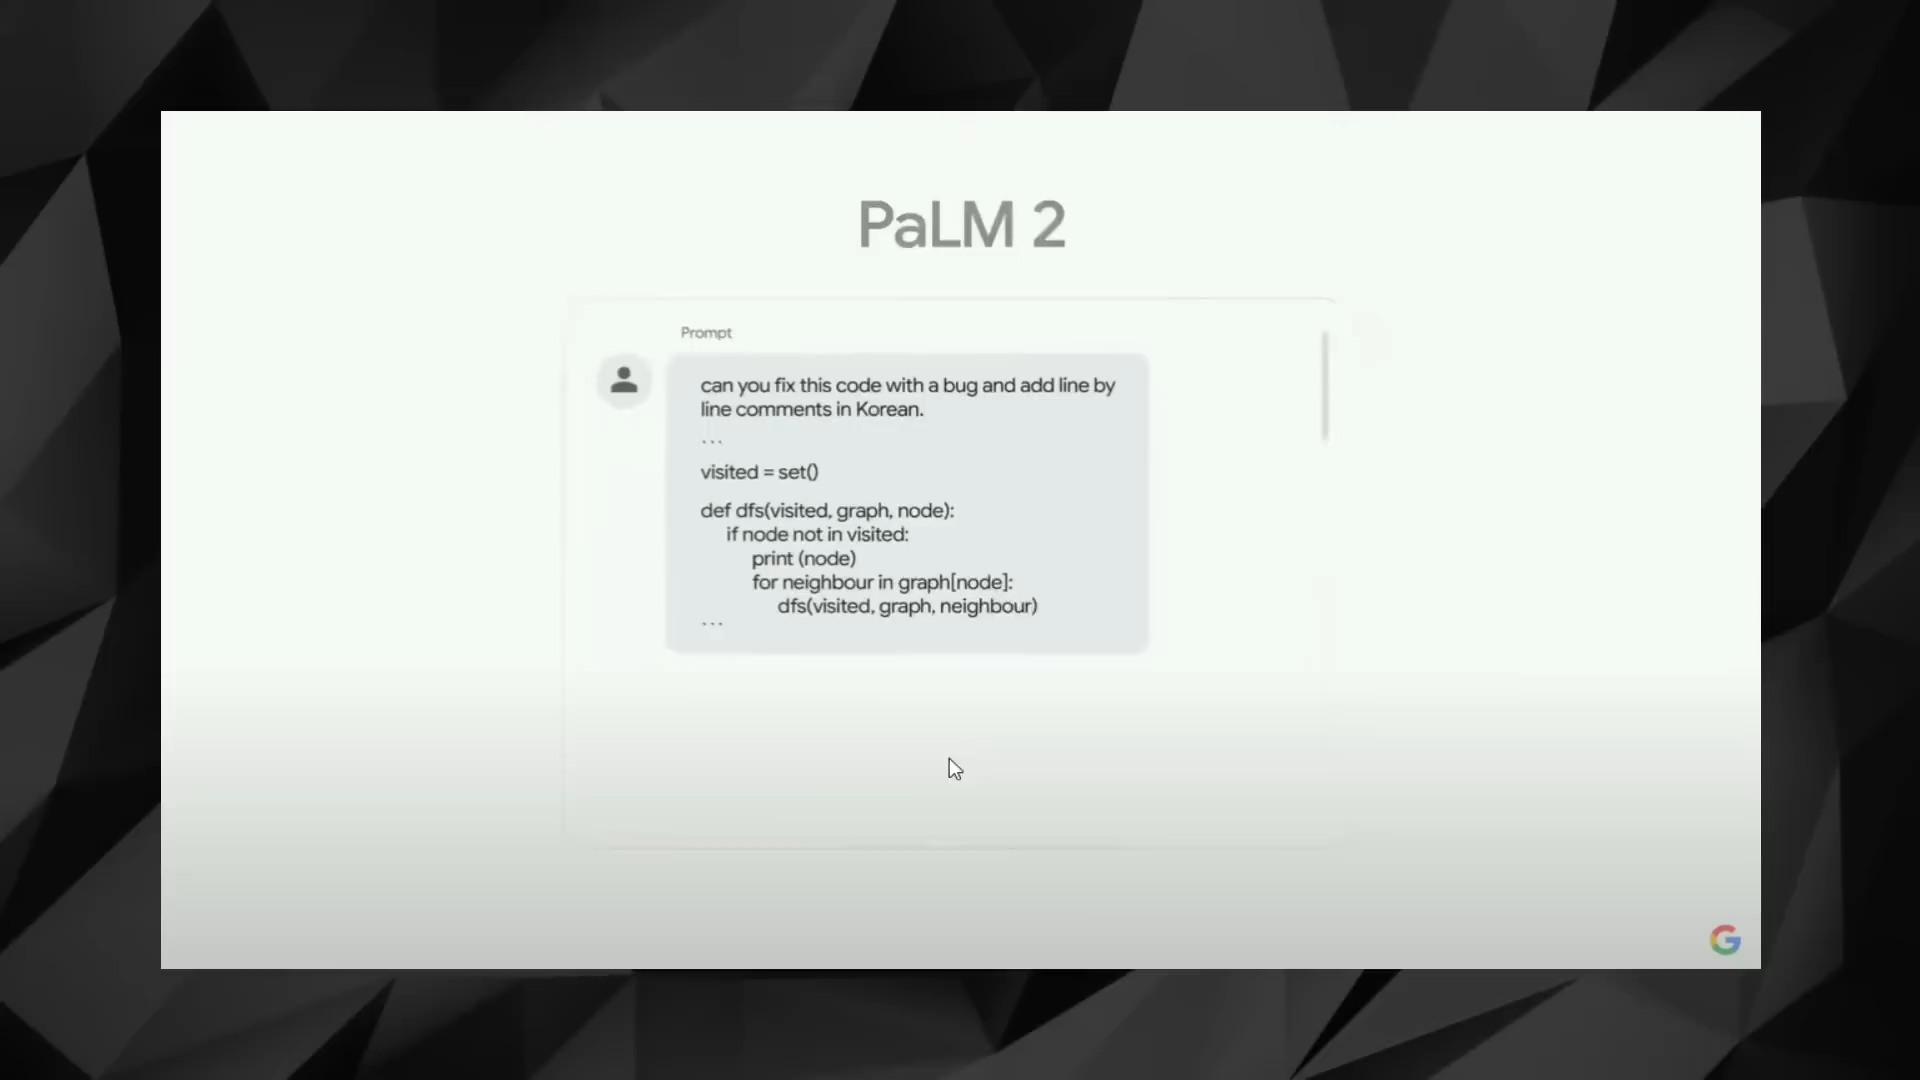 PaLM 2
Prompt
can you fix this code with a bug and add line by
line comments in Korean.
```
visited = set()
def dfs(visited, graph, node):
if node not in visited:
print (node)
for neighbour in graph[node]:
dfs(visited, graph, neighbour)
```